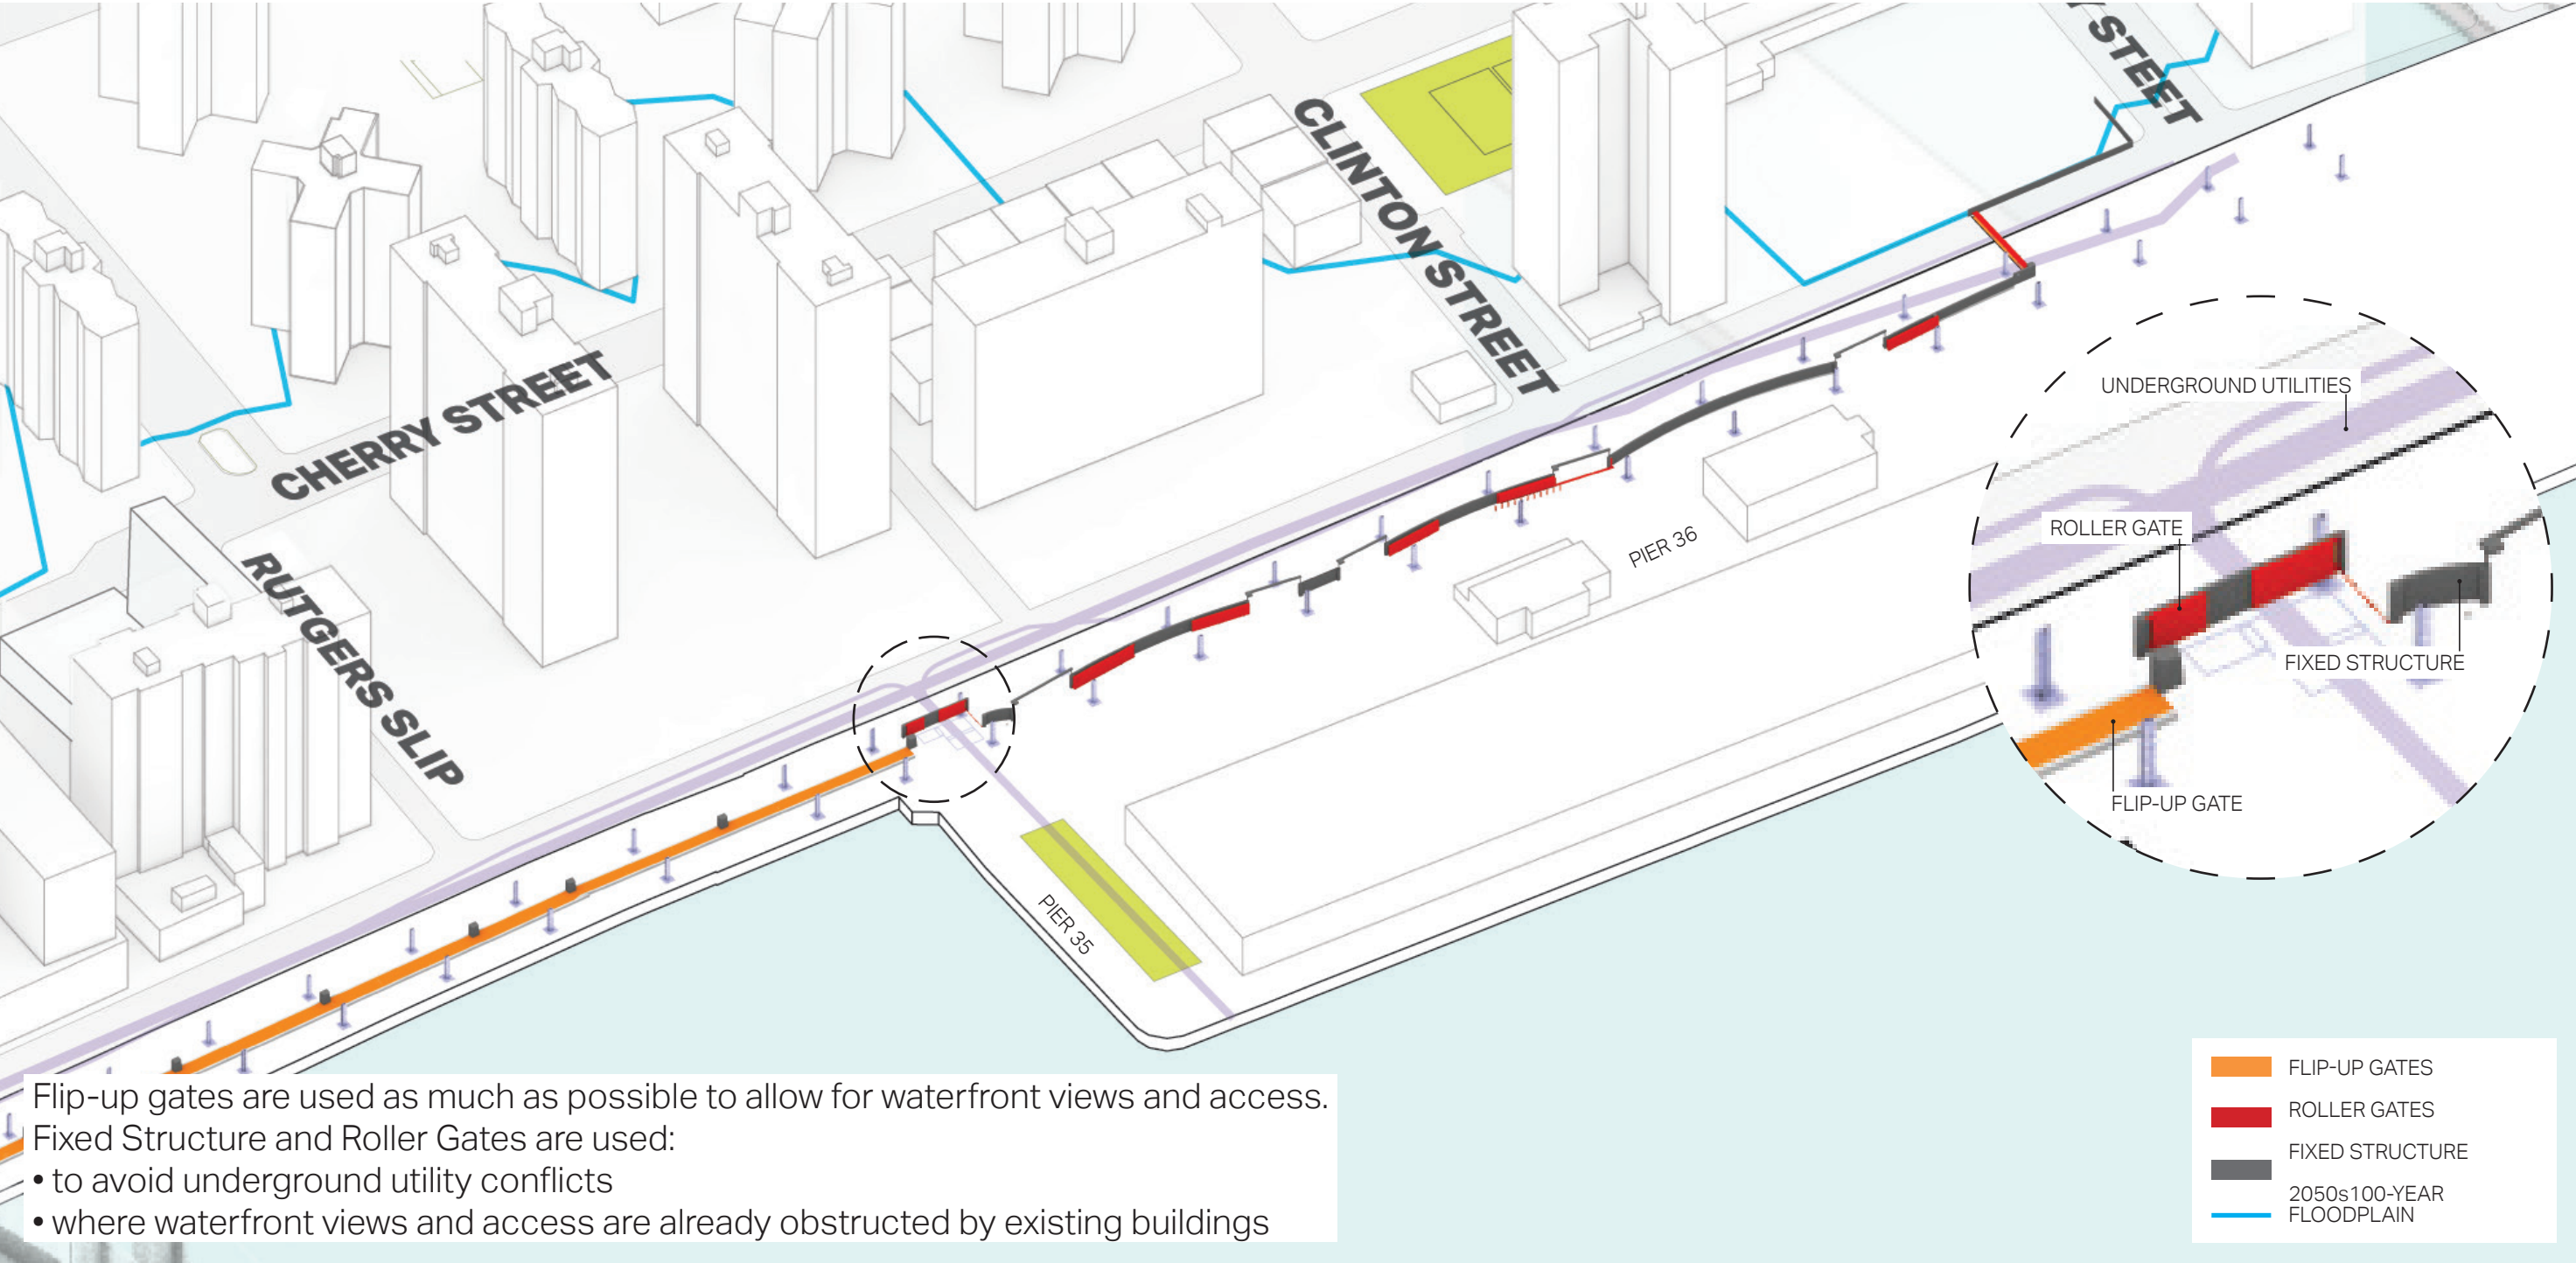 STEET
CLINTON STREET
CHERRY STREET
RUTGERS SLIP
PIER 36
PIER 35
UNDERGROUND UTILITIES
ROLLER GATE
FIXED STRUCTURE
FLIP-UP GATE
Flip-up gates are used as much as possible to allow for waterfront views and access.
Fixed Structure and Roller Gates are used:
• to avoid underground utility conflicts
• where waterfront views and access are already obstructed by existing buildings
FLIP-UP GATES
ROLLER GATES
FIXED STRUCTURE
2050s100-YEAR
FLOODPLAIN